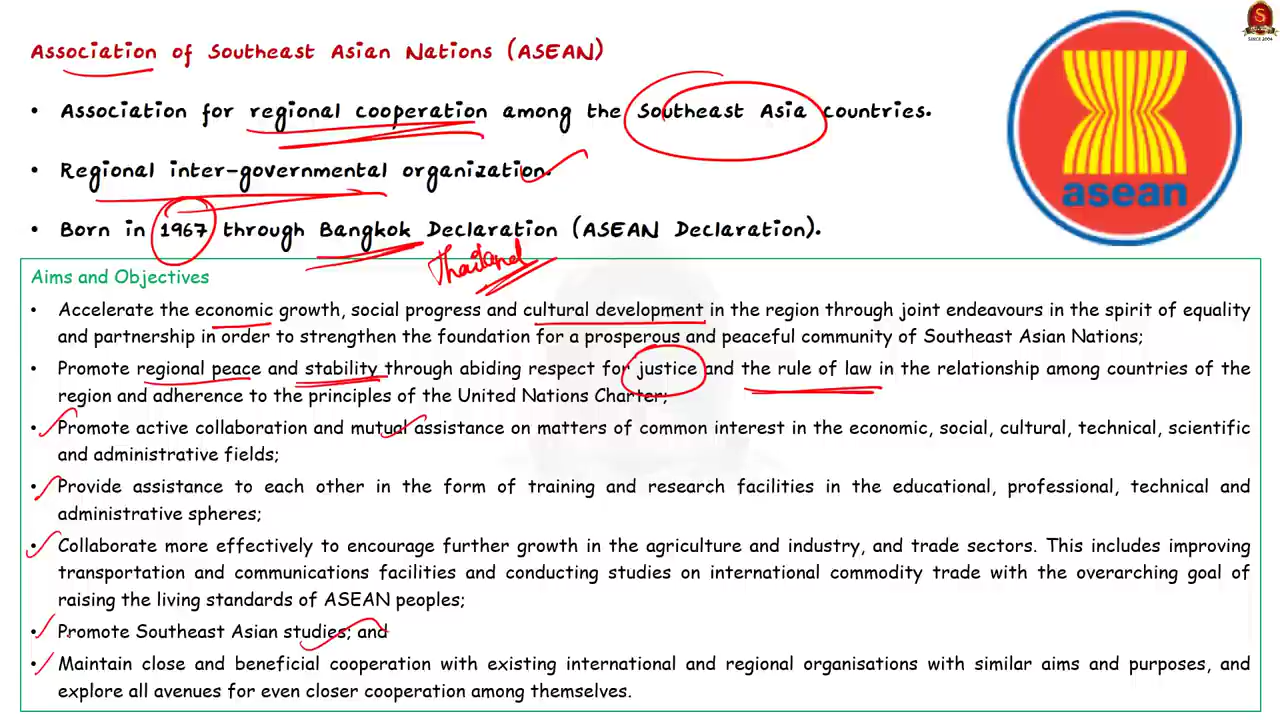 Association of Southeast Asian Nations (ASEAN)
• Association for regional cooperation among the Southeast Asia countries.
• Regional inter-governmental organization.
• Born in 1967 through Bangkok Declaration (ASEAN Declaration).
Thailand
asean
S
SINCE 2004
Aims and Objectives
• Accelerate the economic growth, social progress and cultural development in the region through joint endeavours in the spirit of equality
and partnership in order to strengthen the foundation for a prosperous and peaceful community of Southeast Asian Nations;
• Promote regional peace and stability through abiding respect for justice and the rule of law in the relationship among countries of the
region and adherence to the principles of the United Nations Charter;
• Promote active collaboration and mutual assistance on matters of common interest in the economic, social, cultural, technical, scientific
and administrative fields;
• Provide assistance to each other in the form of training and research facilities in the educational, professional, technical and
administrative spheres;
• Collaborate more effectively to encourage further growth in the agriculture and industry, and trade sectors. This includes improving
transportation and communications facilities and conducting studies on international commodity trade with the overarching goal of
raising the living standards of ASEAN peoples;
• Promote Southeast Asian studies; and
• Maintain close and beneficial cooperation with existing international and regional organisations with similar aims and purposes, and
explore all avenues for even closer cooperation among themselves.